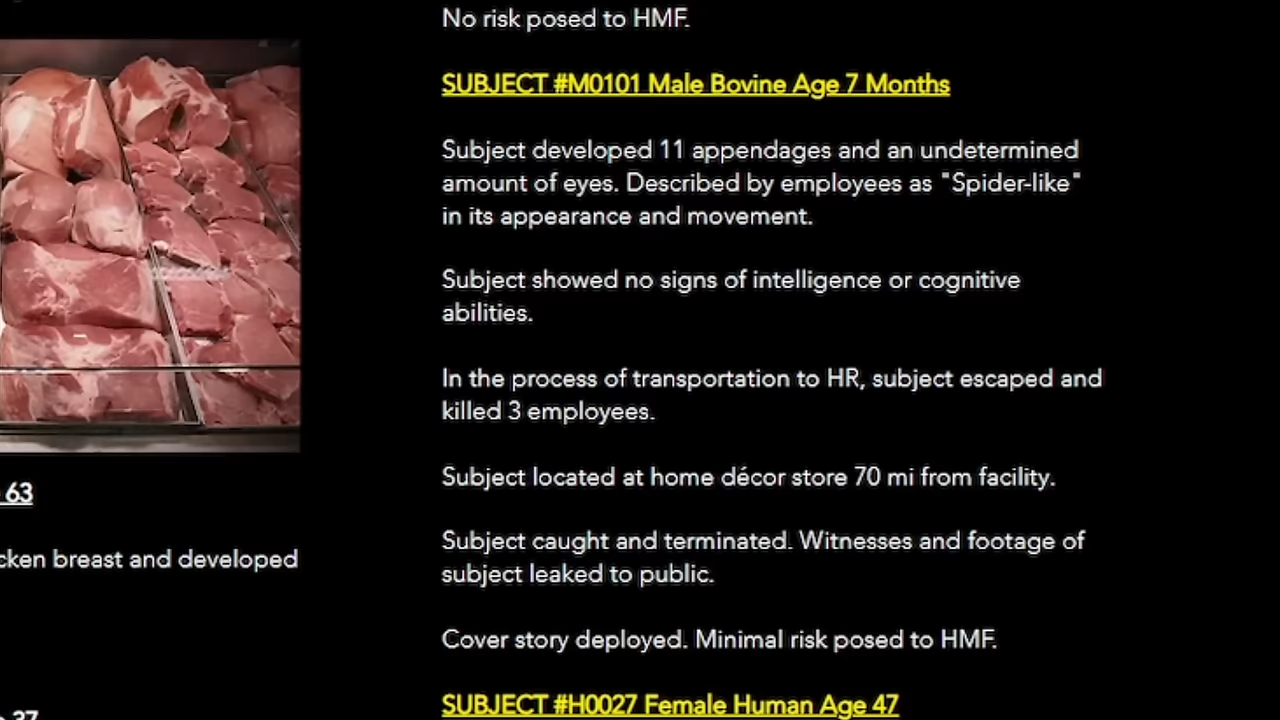 No risk posed to HMF.
SUBJECT #M0101 Male Bovine Age 7 Months
Subject developed 11 appendages and an undetermined
amount of eyes. Described by employees as "Spider-like"
in its appearance and movement.
Subject showed no signs of intelligence or cognitive
abilities.
In the process of transportation to HR, subject escaped and
killed 3 employees.
Subject located at home décor store 70 mi from facility.
Subject caught and terminated. Witnesses and footage of
subject leaked to public.
Cover story deployed. Minimal risk posed to HMF.
SUBJECT #H0027 Female Human Age 47
63
breast and developed
37